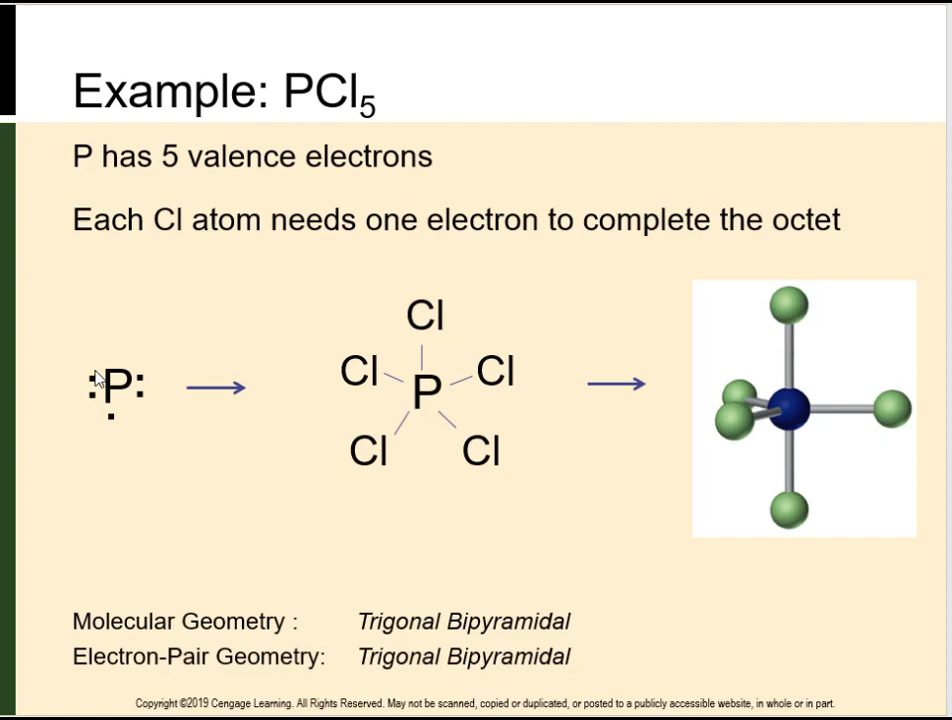 Example: PCl₅
P has 5 valence electrons
Each Cl atom needs one electron to complete the octet
Cl
Cl
Cl
:P:
.
P
Cl
Cl
Molecular Geometry : Trigonal Bipyramidal
Electron-Pair Geometry: Trigonal Bipyramidal
Copyright ©2019 Cengage Learning. All Rights Reserved. May not be scanned, copied or duplicated, or posted to a publicly accessible website, in whole or in part.